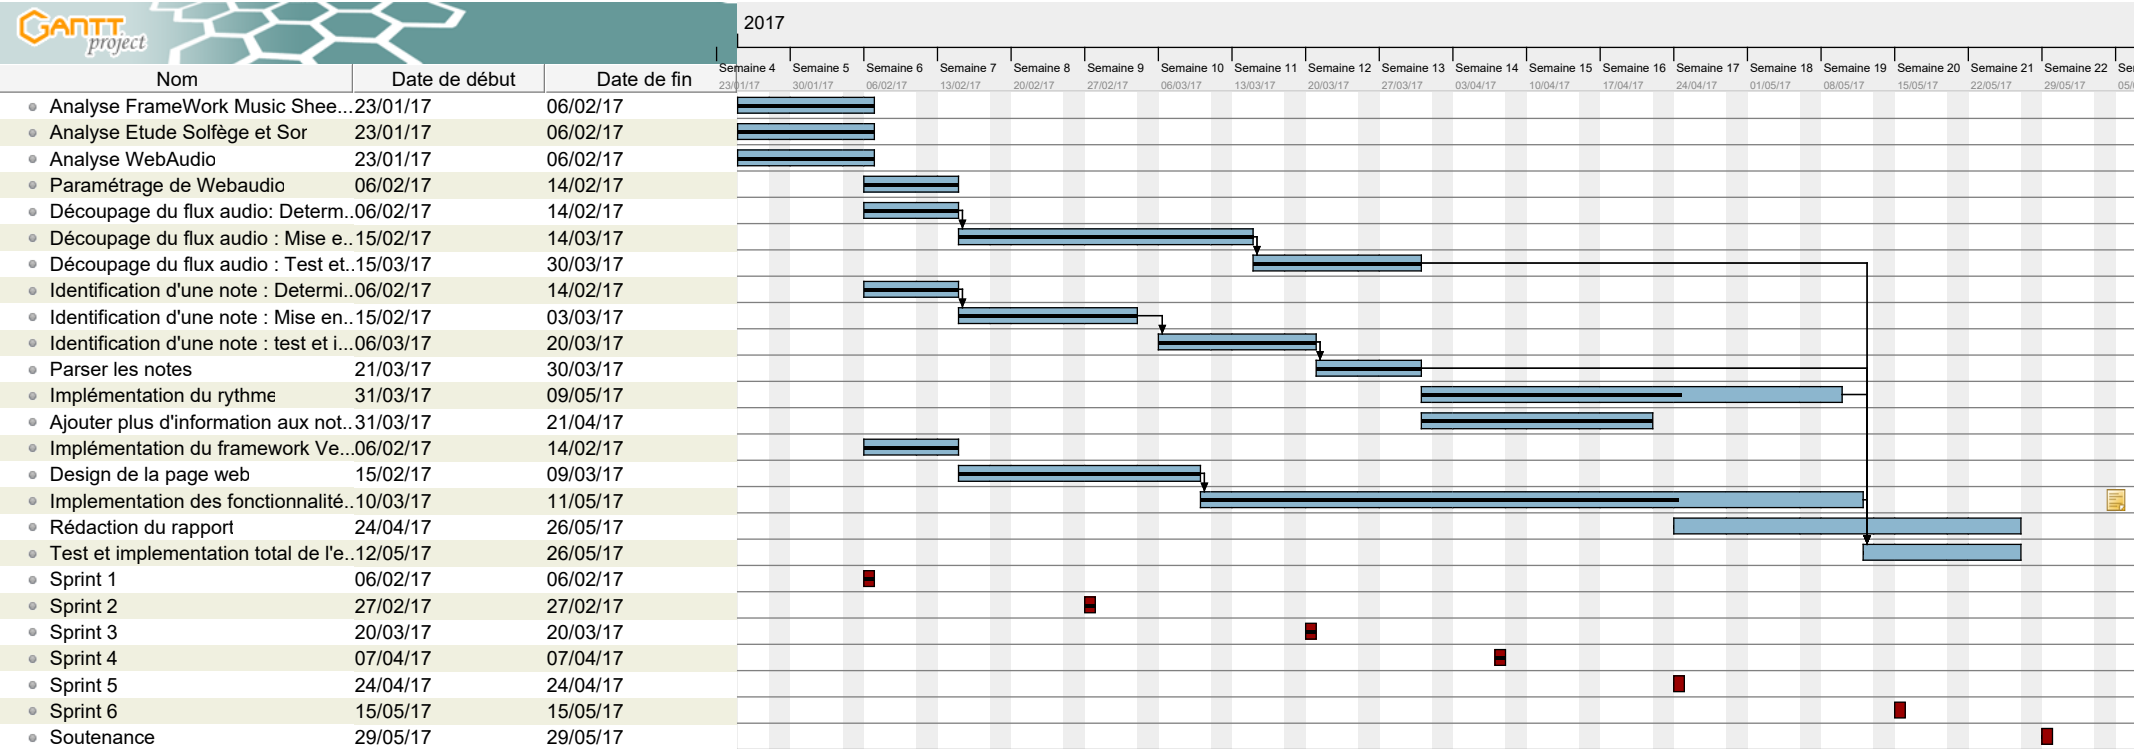 GANTT
project
2017
Nom Date de début Date de fin
Semaine 4 Semaine 5 Semaine 6 Semaine 7 Semaine 8 Semaine 9 Semaine 10 Semaine 11 Semaine 12 Semaine 13 Semaine 14 Semaine 15 Semaine 16 Semaine 17 Semaine 18 Semaine 19 Semaine 20 Semaine 21 Semaine 22 Se
23/01/17 30/01/17 06/02/17 13/02/17 20/02/17 27/02/17 06/03/17 13/03/17 20/03/17 27/03/17 03/04/17 10/04/17 17/04/17 24/04/17 01/05/17 08/05/17 15/05/17 22/05/17 29/05/17 05/
Analyse FrameWork Music Shee... 23/01/17 06/02/17
Analyse Etude Solfège et Sor 23/01/17 06/02/17
Analyse WebAudio 23/01/17 06/02/17
Paramétrage de Webaudio 06/02/17 14/02/17
Découpage du flux audio: Determ.. 06/02/17 14/02/17
Découpage du flux audio : Mise e.. 15/02/17 14/03/17
Découpage du flux audio : Test et.. 15/03/17 30/03/17
Identification d'une note : Determi.. 06/02/17 14/02/17
Identification d'une note : Mise en.. 15/02/17 03/03/17
Identification d'une note : test et i... 06/03/17 20/03/17
Parser les notes 21/03/17 30/03/17
Implémentation du rythme 31/03/17 09/05/17
Ajouter plus d'information aux not.. 31/03/17 21/04/17
Implémentation du framework Ve... 06/02/17 14/02/17
Design de la page web 15/02/17 09/03/17
Implementation des fonctionnalité.. 10/03/17 11/05/17
Rédaction du rapport 24/04/17 26/05/17
Test et implementation total de l'e.. 12/05/17 26/05/17
Sprint 1 06/02/17 06/02/17
Sprint 2 27/02/17 27/02/17
Sprint 3 20/03/17 20/03/17
Sprint 4 07/04/17 07/04/17
Sprint 5 24/04/17 24/04/17
Sprint 6 15/05/17 15/05/17
Soutenance 29/05/17 29/05/17